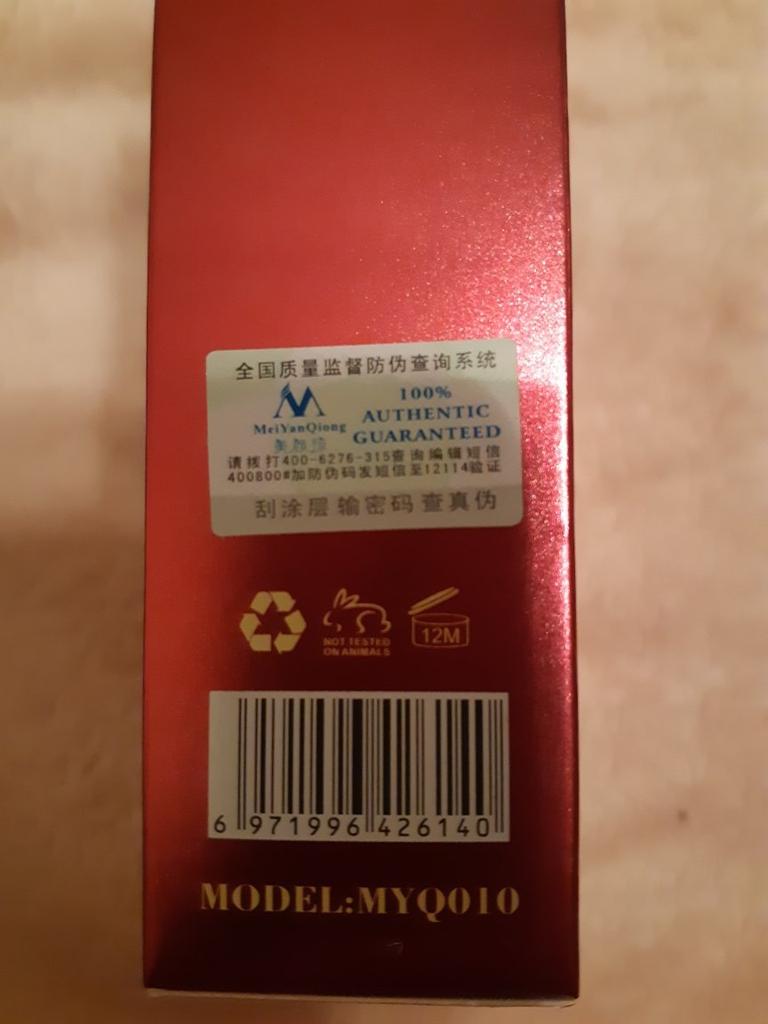 全国质量监督防伪查询系统
MeiYanQiong
100%
AUTHENTIC
GUARANTEED
请拨打400-6276-315查询编辑短信
400800#加防伪码发短信至12114验证
刮涂层 输密码 查真伪
NOT TESTED
ON ANIMALS
12M
6 971996 426140
MODEL:MYQ010